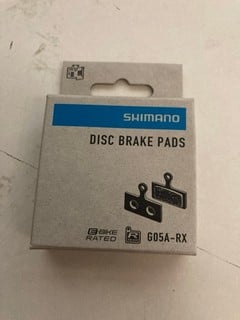 SHIMANO
DISC BRAKE PADS
E-BIKE
RATED
R
G05A-RX